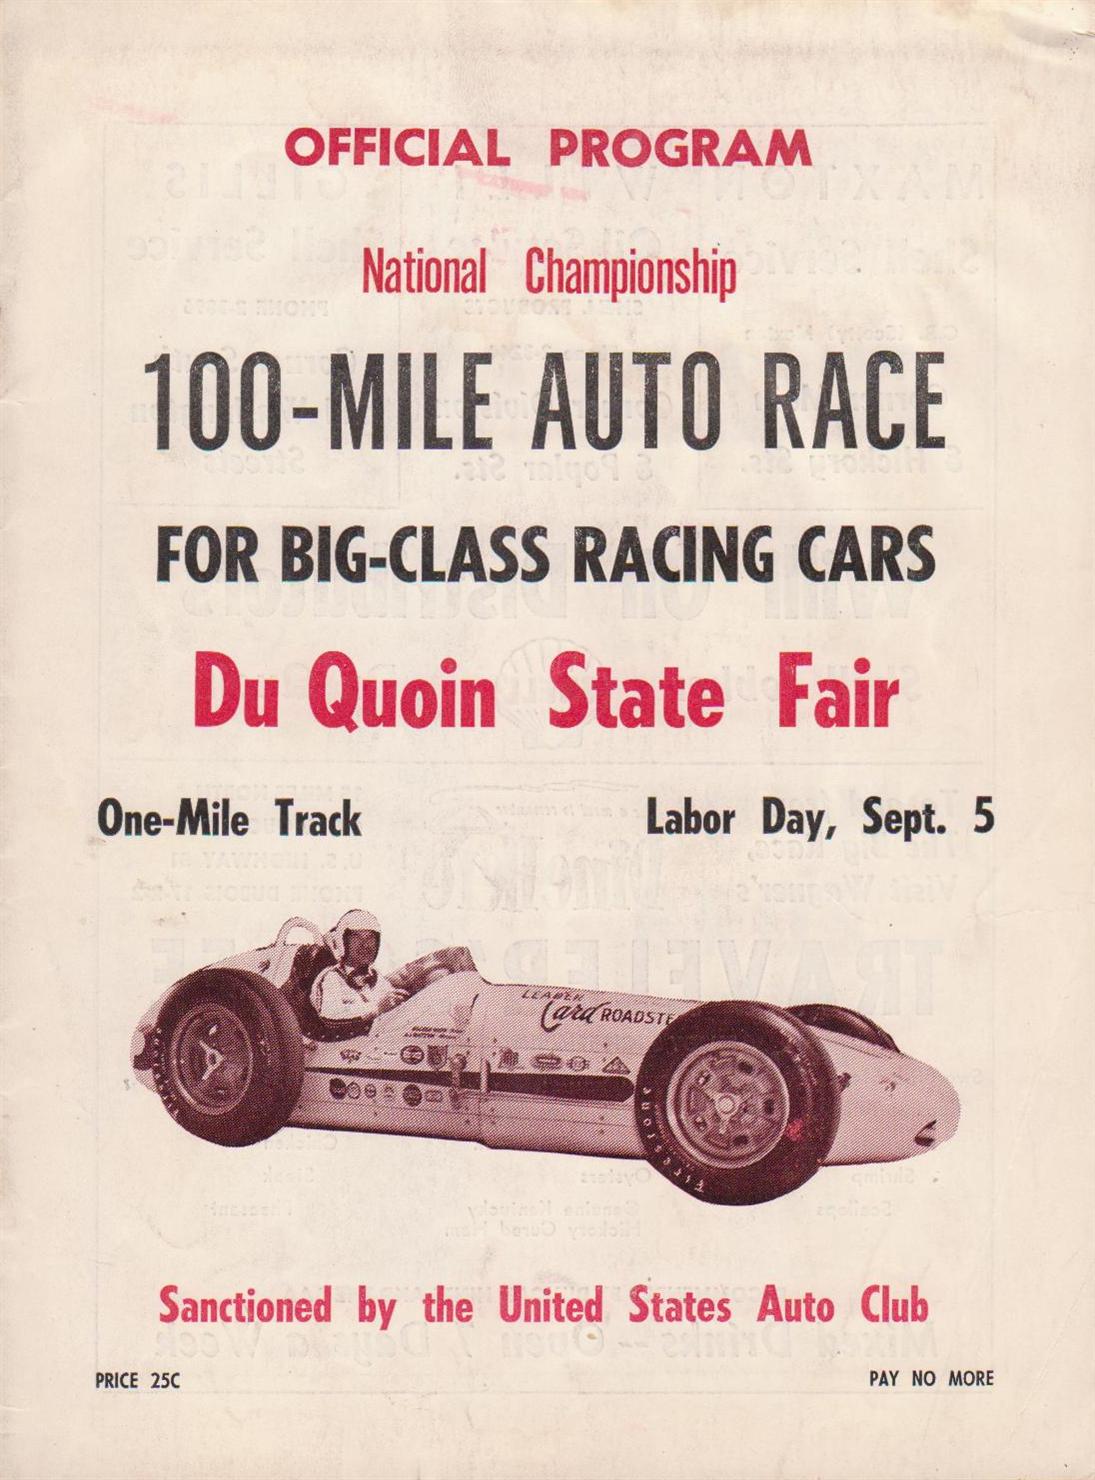 OFFICIAL PROGRAM
National Championship
100-MILE AUTO RACE
FOR BIG-CLASS RACING CARS
Du Quoin State Fair
One-Mile Track Labor Day, Sept. 5
LEADER
Card ROADSTE
Firestone
Sanctioned by the United States Auto Club
PRICE 25C PAY NO MORE